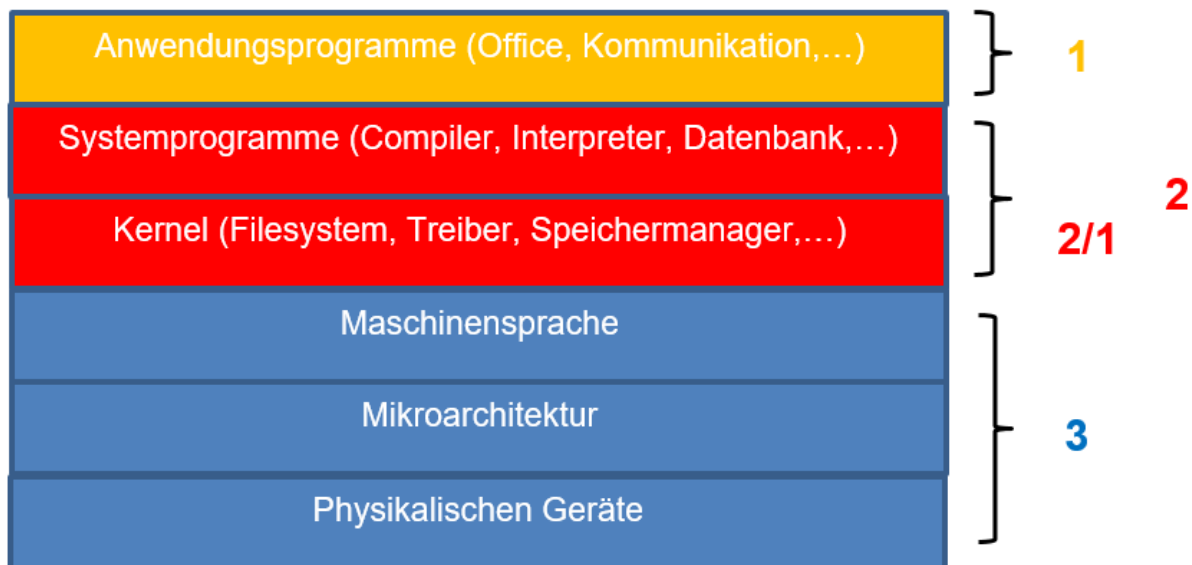 Anwendungsprogramme (Office, Kommunikation,…)
1
Systemprogramme (Compiler, Interpreter, Datenbank,…)
2
Kernel (Filesystem, Treiber, Speichermanager,…)
2/1
Maschinensprache
Mikroarchitektur
3
Physikalischen Geräte